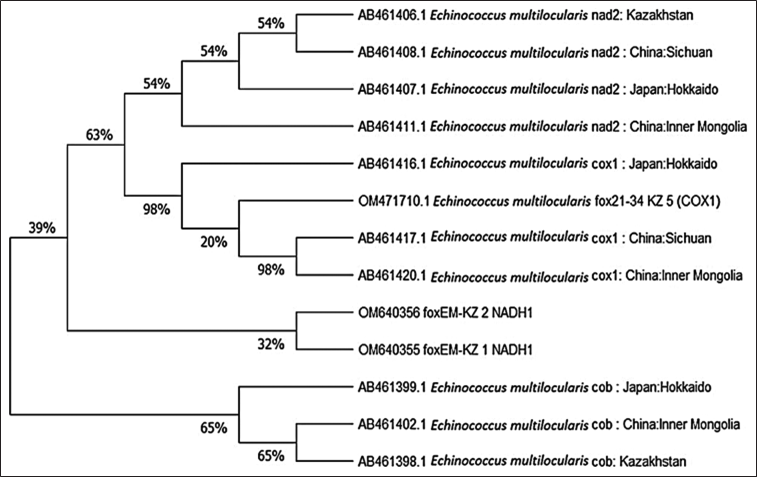 54%
AB461406.1 Echinococcus multilocularis nad2: Kazakhstan
54%
AB461408.1 Echinococcus multilocularis nad2 : China:Sichuan
54%
AB461407.1 Echinococcus multilocularis nad2 : Japan:Hokkaido
63%
AB461411.1 Echinococcus multilocularis nad2 : China:Inner Mongolia
AB461416.1 Echinococcus multilocularis cox1 : Japan:Hokkaido
98%
OM471710.1 Echinococcus multilocularis fox21-34 KZ 5 (COX1)
39%
20%
AB461417.1 Echinococcus multilocularis cox1 : China:Sichuan
98%
AB461420.1 Echinococcus multilocularis cox1: China:Inner Mongolia
OM640356 foxEM-KZ 2 NADH1
32%
OM640355 foxEM-KZ 1 NADH1
AB461399.1 Echinococcus multilocularis cob : Japan:Hokkaido
65%
AB461402.1 Echinococcus multilocularis cob : China:Inner Mongolia
65%
AB461398.1 Echinococcus multilocularis cob: Kazakhstan